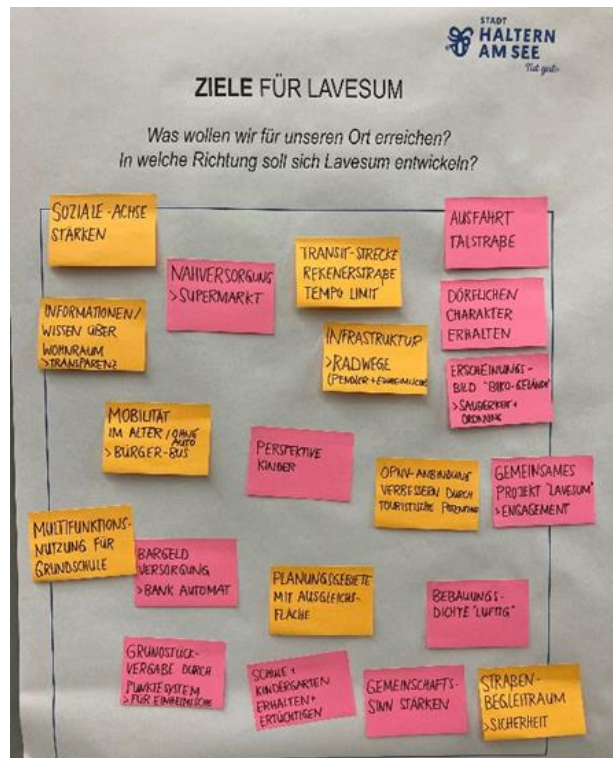 STADT
HALTERN
AM SEE
Tut gut.
ZIELE FÜR LAVESUM
Was wollen wir für unseren Ort erreichen?
In welche Richtung soll sich Lavesum entwickeln?
SOZIALE-ACHSE
STÄRKEN
NAHVERSORGUNG
>SUPERMARKT
TRANSIT-STRECKE
REKENERSTRAßE
TEMPO LIMIT
AUSFAHRT
TALSTRAßE
INFORMATIONEN/
WISSEN ÜBER
WOHNRAUM
>TRANSPARENZ
INFRASTRUKTUR
>RADWEGE
(PENDLER+EINHEIMISCHE)
DÖRFLICHEN
CHARAKTER
ERHALTEN
ERSCHEINUNGS-
BILD "BIKO-GELÄNDE"
>SAUBERKEIT+
ORDNUNG
MOBILITÄT
IM ALTER/OHNE
AUTO
>BÜRGER-BUS
PERSPEKTIVE
KINDER
ÖPNV-ANBINDUNG
VERBESSERN DURCH
TOURISTISCHE POTENTIALE
GEMEINSAMES
PROJEKT "LAVESUM"
>ENGAGEMENT
MULTIFUNKTIONS-
NUTZUNG FÜR
GRUNDSCHULE
BARGELD
VERSORGUNG
>BANK AUTOMAT
PLANUNGSGEBIETE
MIT AUSGLEICHS-
FLÄCHE
BEBAUUNGS-
DICHTE "LUFTIG"
GRUNDSTÜCK-
VERGABE DURCH
PUNKTESYSTEM
>FÜR EINHEIMISCHE
SCHULE+
KINDERGARTEN
ERHALTEN+
ERTÜCHTIGEN
GEMEINSCHAFTS-
SINN STÄRKEN
STRAßEN-
BEGLEITRAUM
>SICHERHEIT